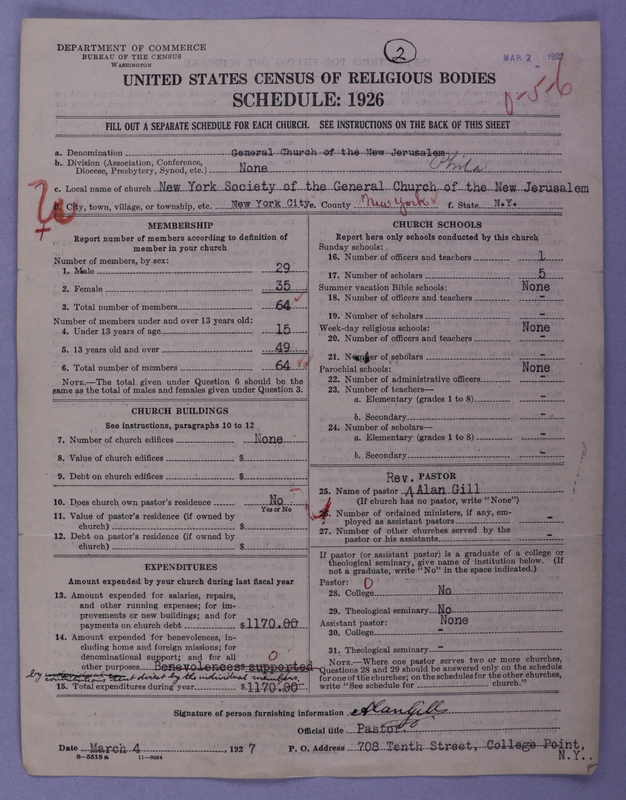 DEPARTMENT OF COMMERCE
BUREAU OF THE CENSUS
WASHINGTON
2
MAR 2 1927
UNITED STATES CENSUS OF RELIGIOUS BODIES
SCHEDULE: 1926
0-5-6
FILL OUT A SEPARATE SCHEDULE FOR EACH CHURCH. SEE INSTRUCTIONS ON THE BACK OF THIS SHEET
a. Denomination General Church of the New Jerusalem
b. Division (Association, Conference, Diocese, Presbytery, Synod, etc.) None Phila
c. Local name of church New York Society of the General Church of the New Jerusalem
d. City, town, village, or township, etc. New York City e. County New York f. State N.Y.
MEMBERSHIP
Report number of members according to definition of
member in your church
Number of members, by sex:
1. Male 29
2. Female 35
3. Total number of members 64
Number of members under and over 13 years old:
4. Under 13 years of age 15
5. 13 years old and over 49
6. Total number of members 64
NOTE.—The total given under Question 6 should be the
same as the total of males and females given under Question 3.
CHURCH BUILDINGS
See instructions, paragraphs 10 to 12
7. Number of church edifices None
8. Value of church edifices $
9. Debt on church edifices $
10. Does church own pastor's residence No
Yes or No
11. Value of pastor's residence (if owned by
church) $
12. Debt on pastor's residence (if owned by
church) $
EXPENDITURES
Amount expended by your church during last fiscal year
13. Amount expended for salaries, repairs,
and other running expenses; for im-
provements or new buildings; and for
payments on church debt $1170.00
14. Amount expended for benevolences, in-
cluding home and foreign missions; for
denominational support; and for all 0
other purposes Benevolences supported
by contributions sent direct by the individual members
15. Total expenditures during year $1170.00
CHURCH SCHOOLS
Report here only schools conducted by this church
Sunday schools:
16. Number of officers and teachers 1
17. Number of scholars 5
Summer vacation Bible schools: None
18. Number of officers and teachers -
19. Number of scholars -
Week-day religious schools: None
20. Number of officers and teachers -
21. Number of scholars -
Parochial schools: None
22. Number of administrative officers -
23. Number of teachers—
a. Elementary (grades 1 to 8) -
b. Secondary -
24. Number of scholars—
a. Elementary (grades 1 to 8) -
b. Secondary -
PASTOR
Rev.
25. Name of pastor Alan Gill
(If church has no pastor, write "None")
26. Number of ordained ministers, if any, em-
ployed as assistant pastors -
27. Number of other churches served by the
pastor or his assistants -
If pastor (or assistant pastor) is a graduate of a college or
theological seminary, give name of institution below. (If
not a graduate, write "No" in the space indicated.)
Pastor: 0
28. College No
29. Theological seminary No
Assistant pastor: None
30. College -
31. Theological seminary -
NOTE.—Where one pastor serves two or more churches,
Questions 28 and 29 should be answered only on the schedule
for one of the churches; on the schedules for the other churches,
write "See schedule for church."
Signature of person furnishing information Alan Gill
Official title Pastor.
Date March 4, 1927 P. O. Address 708 Tenth Street, College Point,
N.Y.
8—5518 a 11—9054